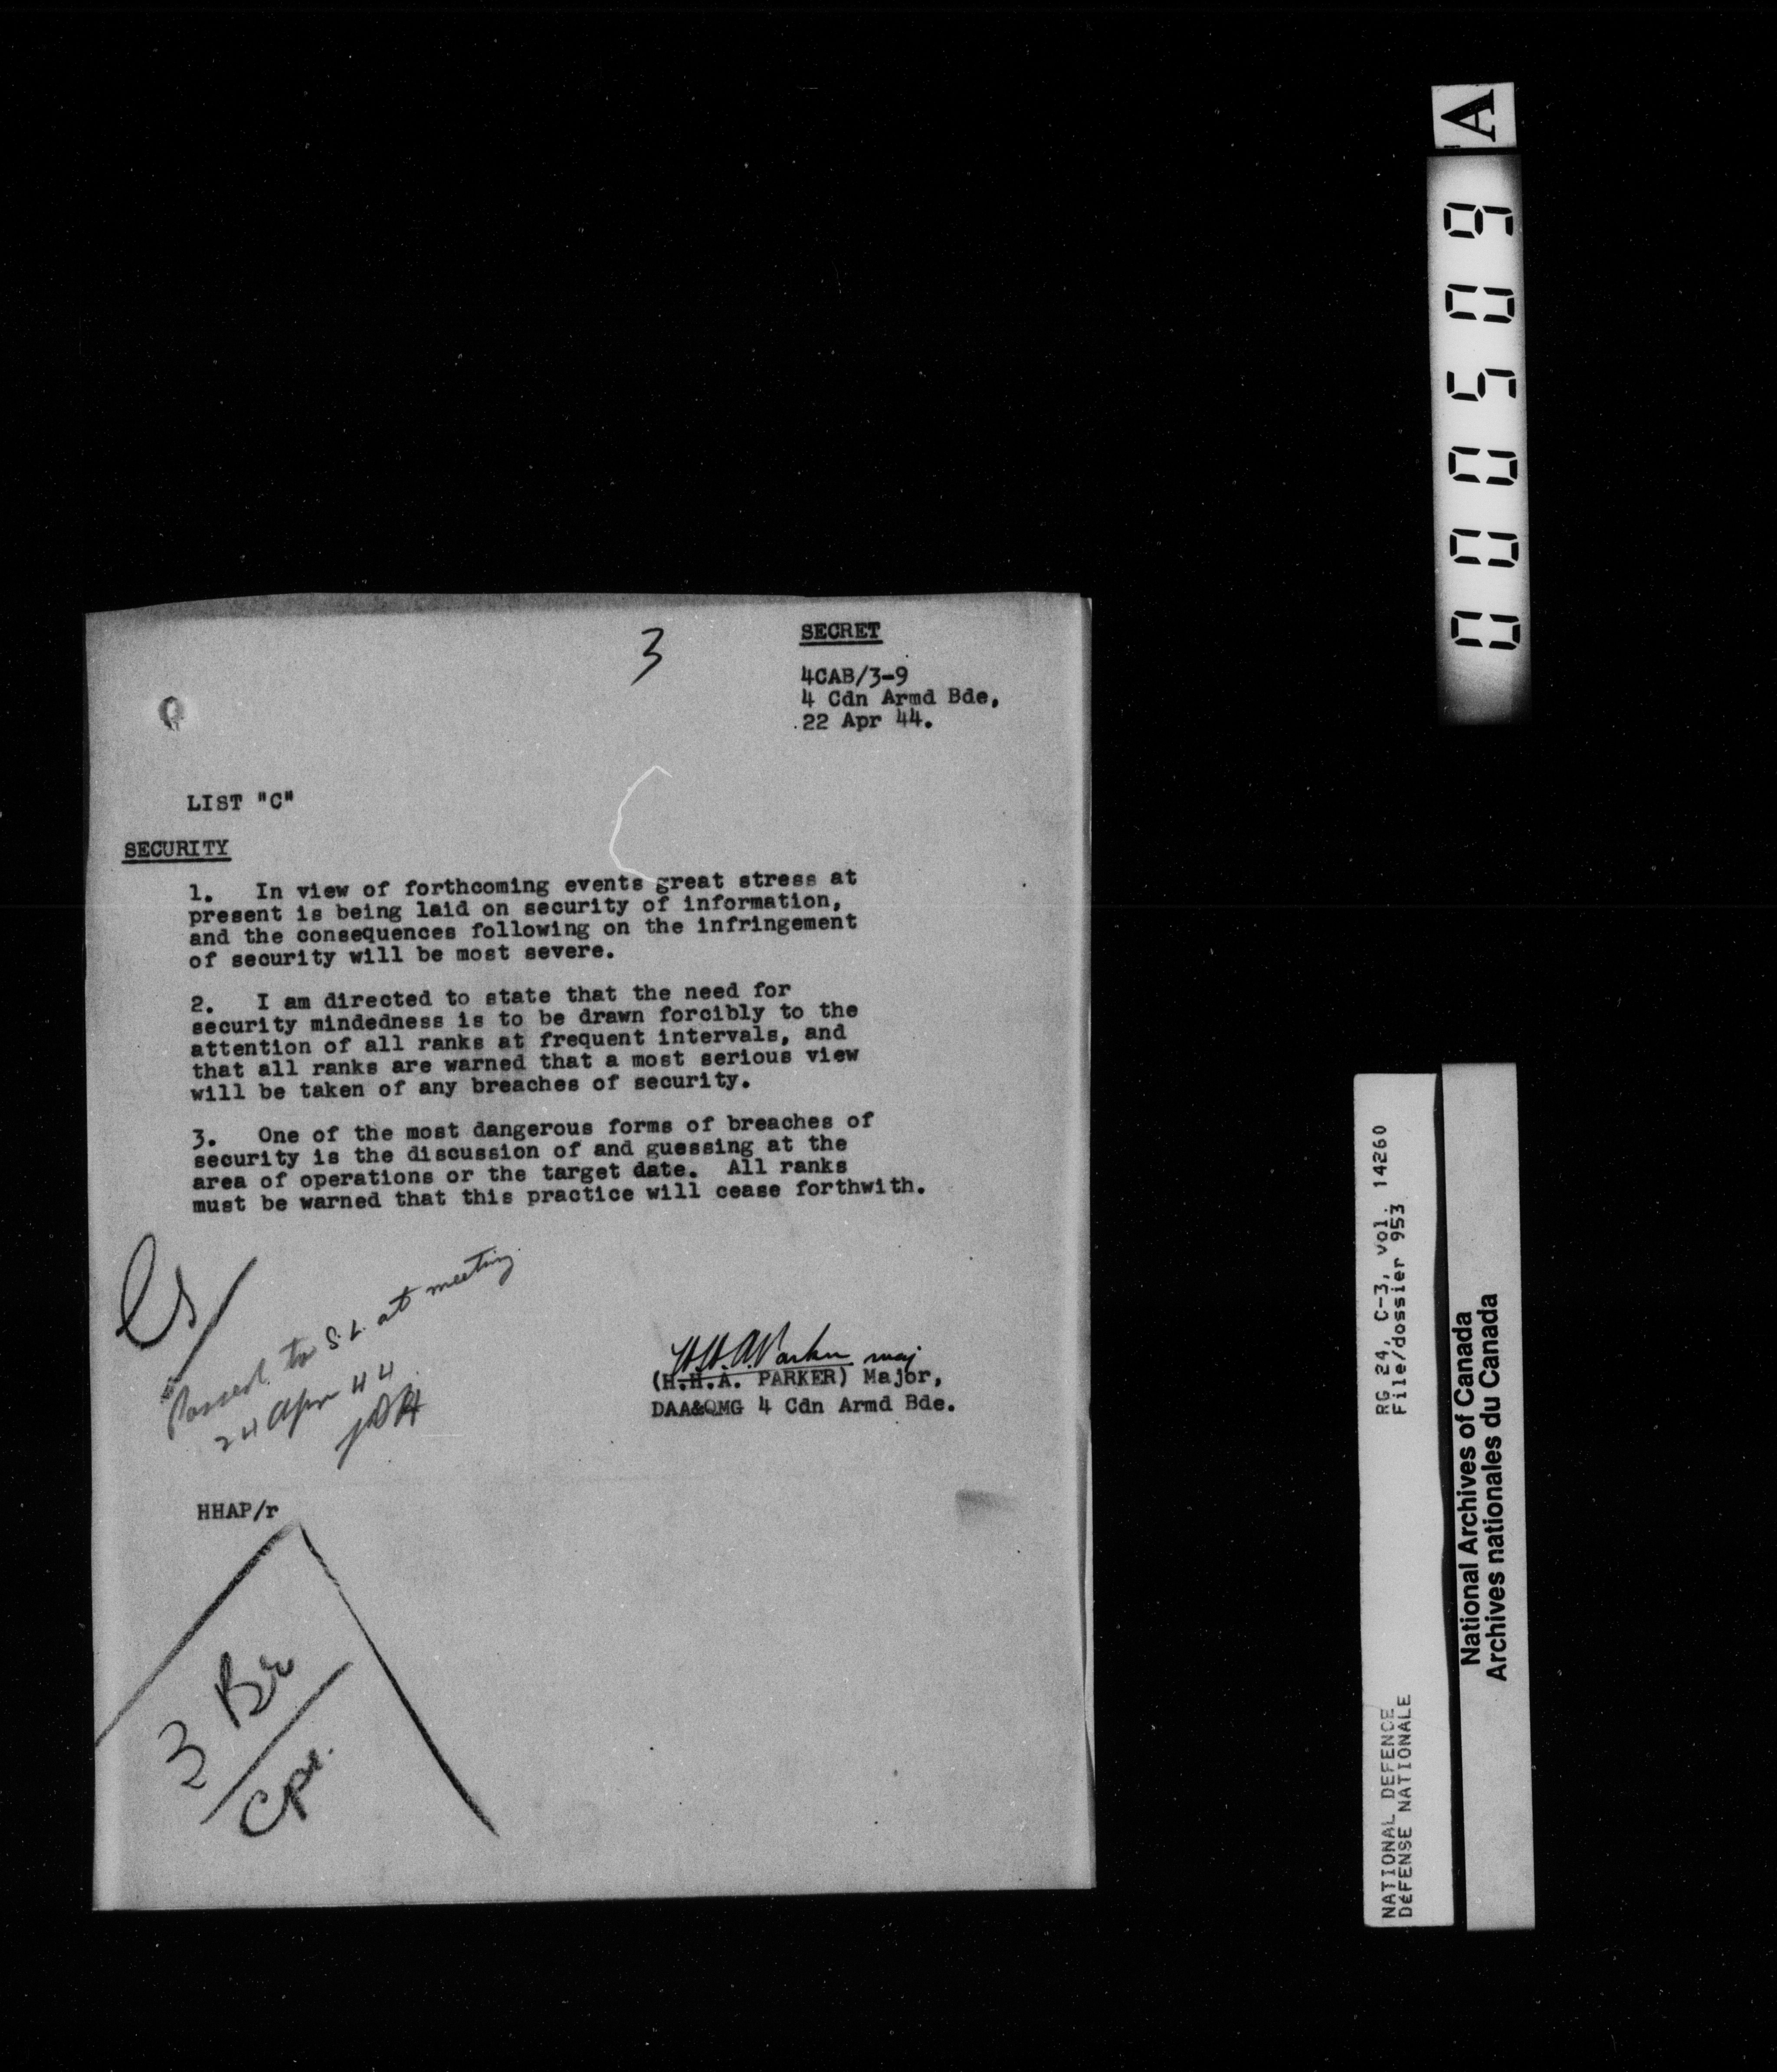 3
SECRET
4CAB/3-9
4 Cdn Armd Bde,
22 Apr 44.
LIST "C"
SECURITY
1. In view of forthcoming events great stress at
present is being laid on security of information,
and the consequences following on the infringement
of security will be most severe.
2. I am directed to state that the need for
security mindedness is to be drawn forcibly to the
attention of all ranks at frequent intervals, and
that all ranks are warned that a most serious view
will be taken of any breaches of security.
3. One of the most dangerous forms of breaches of
security is the discussion of and guessing at the
area of operations or the target date. All ranks
must be warned that this practice will cease forthwith.
Passed to S.L. at meeting
24 Apr 44
H.H.A. Parker maj
(H.H.A. PARKER) Major,
DAA&QMG 4 Cdn Armd Bde.
HHAP/r
3
A
000509
RG 24, C-3, vol. 14260
File/dossier 953
NATIONAL DEFENCE
DéFENSE NATIONALE
National Archives of Canada
Archives nationales du Canada